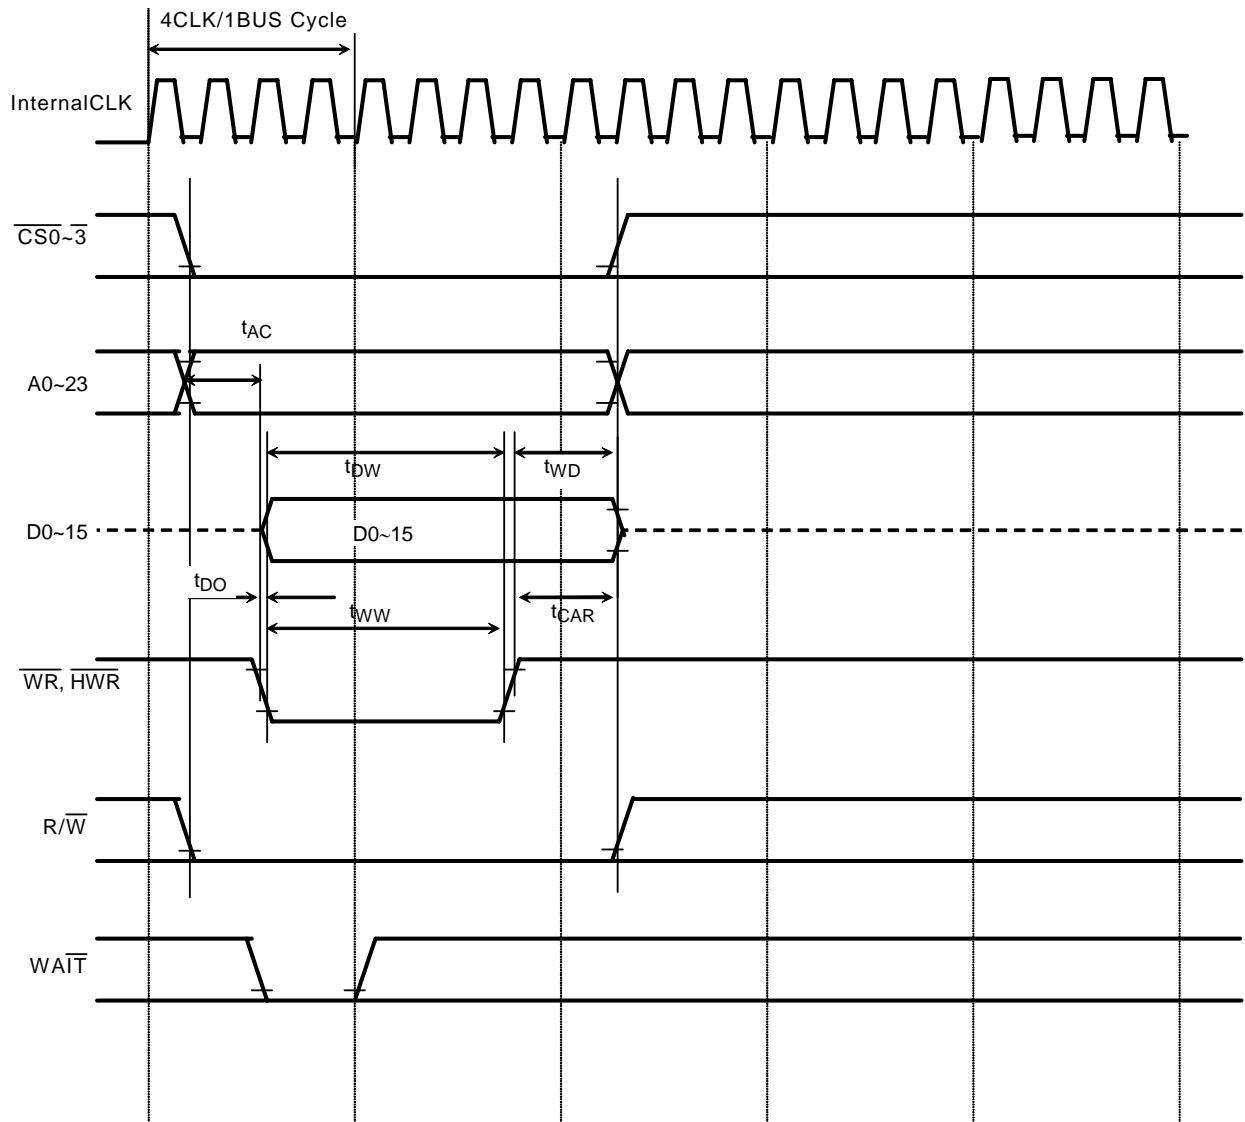 4CLK/1BUS Cycle
InternalCLK
CS0~3
tAC
A0~23
tDW
tWD
D0~15
D0~15
tDO
tWW
tCAR
WR, HWR
R/W
WAIT